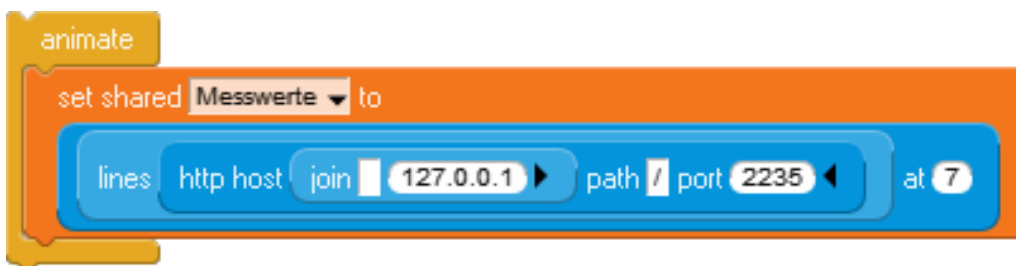 animate
set shared Messwerte to
lines http host join 127.0.0.1 path / port 2235 at 7